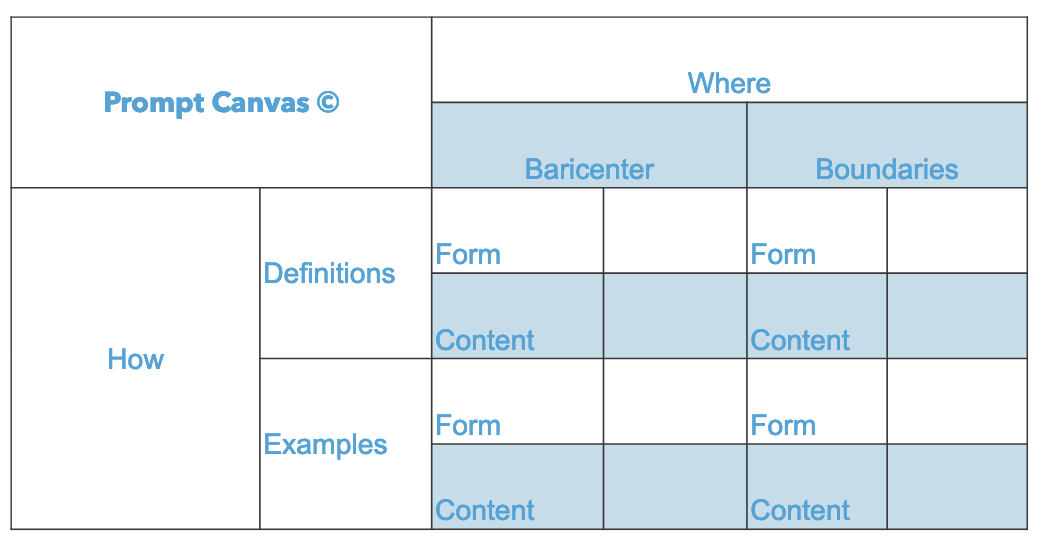 Prompt Canvas ©
Where
Baricenter
Boundaries
How
Definitions
Form
Form
Content
Content
Examples
Form
Form
Content
Content